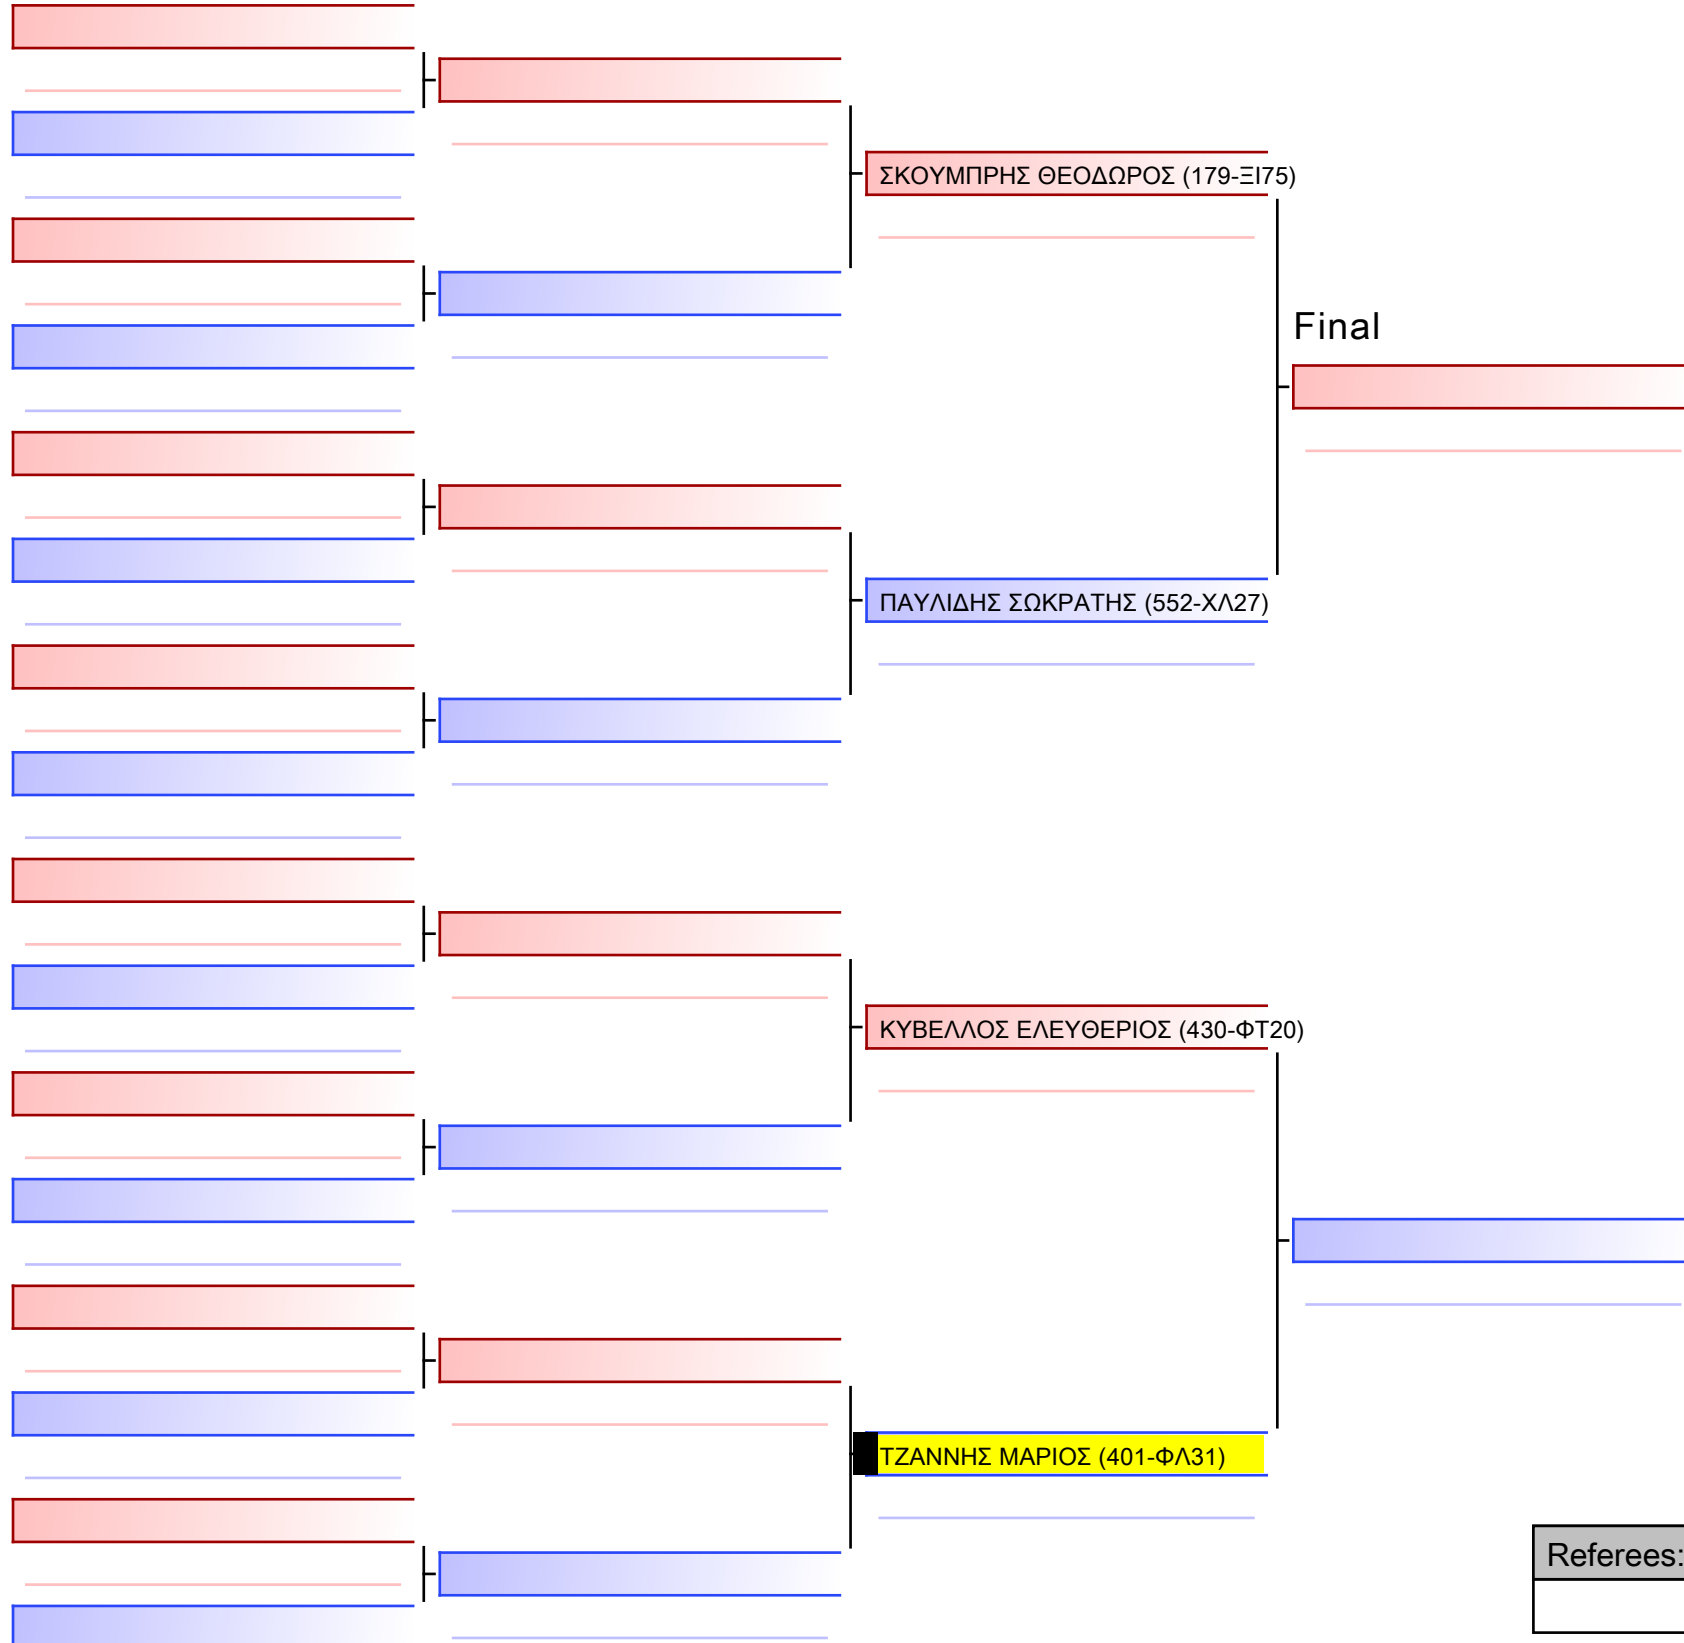 ΣΚΟΥΜΠΡΗΣ ΘΕΟΔΩΡΟΣ (179-ΞΙ75)
Final
ΠΑΥΛΙΔΗΣ ΣΩΚΡΑΤΗΣ (552-ΧΛ27)
ΚΥΒΕΛΛΟΣ ΕΛΕΥΘΕΡΙΟΣ (430-ΦΤ20)
ΤΖΑΝΝΗΣ ΜΑΡΙΟΣ (401-ΦΛ31)
Referees: